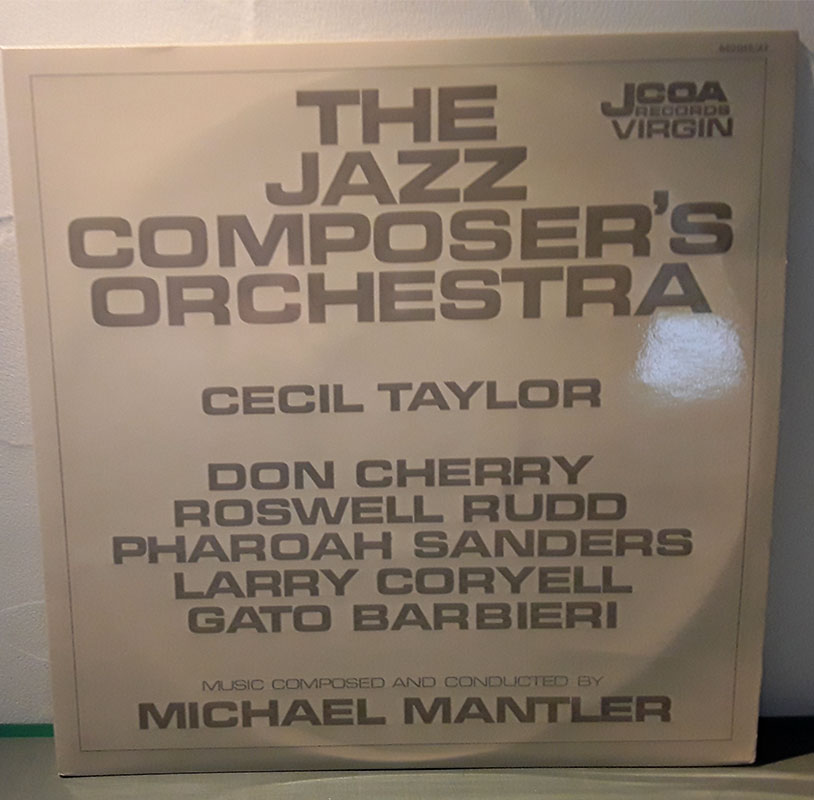 JCOA
RECORDS
VIRGIN
THE
JAZZ
COMPOSER'S
ORCHESTRA
CECIL TAYLOR
DON CHERRY
ROSWELL RUDD
PHAROAH SANDERS
LARRY CORYELL
GATO BARBIERI
MUSIC COMPOSED AND CONDUCTED BY
MICHAEL MANTLER